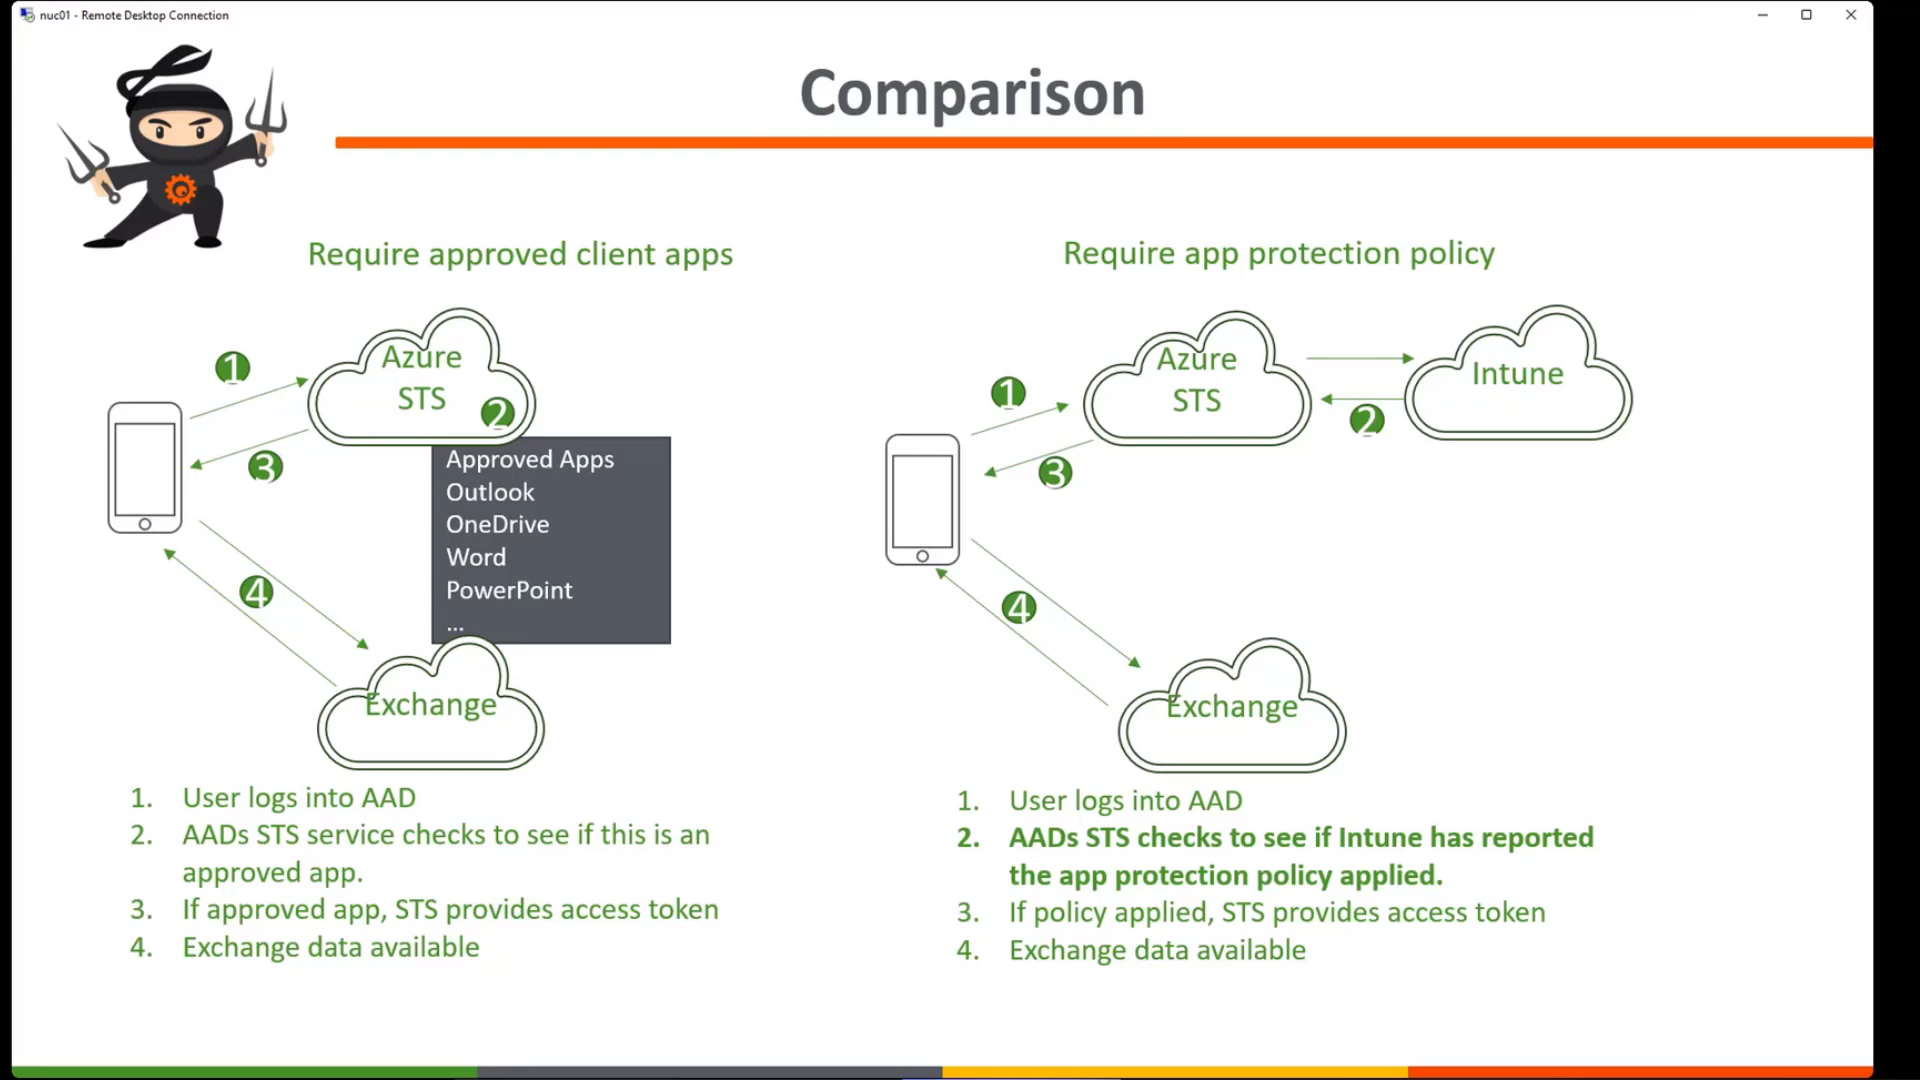 nuc01 - Remote Desktop Connection
Comparison
Require approved client apps
Azure
STS
1
2
3
4
Approved Apps
Outlook
OneDrive
Word
PowerPoint
...
Exchange
1. User logs into AAD
2. AADs STS service checks to see if this is an
approved app.
3. If approved app, STS provides access token
4. Exchange data available
Require app protection policy
Azure
STS
Intune
1
2
3
4
Exchange
1. User logs into AAD
2. AADs STS checks to see if Intune has reported
the app protection policy applied.
3. If policy applied, STS provides access token
4. Exchange data available